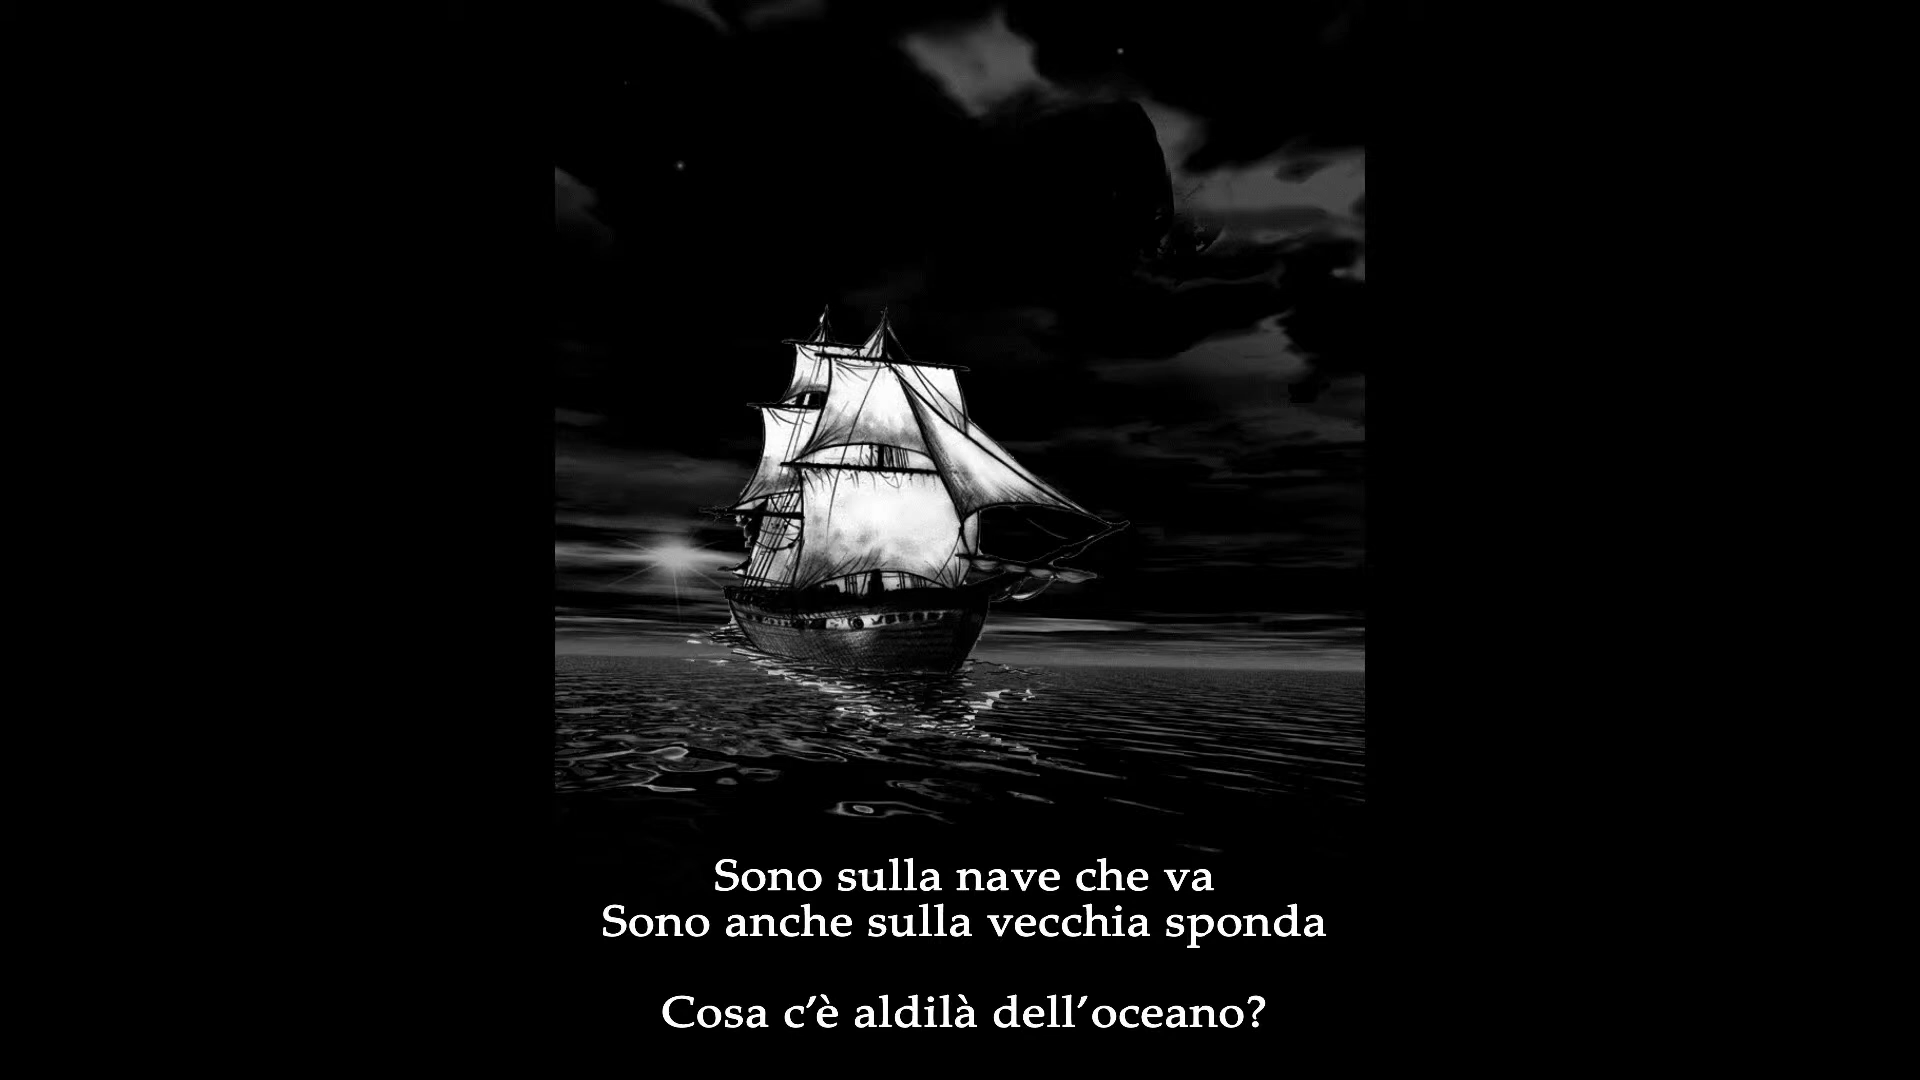 Sono sulla nave che va
Sono anche sulla vecchia sponda
Cosa c’è aldilà dell’oceano?